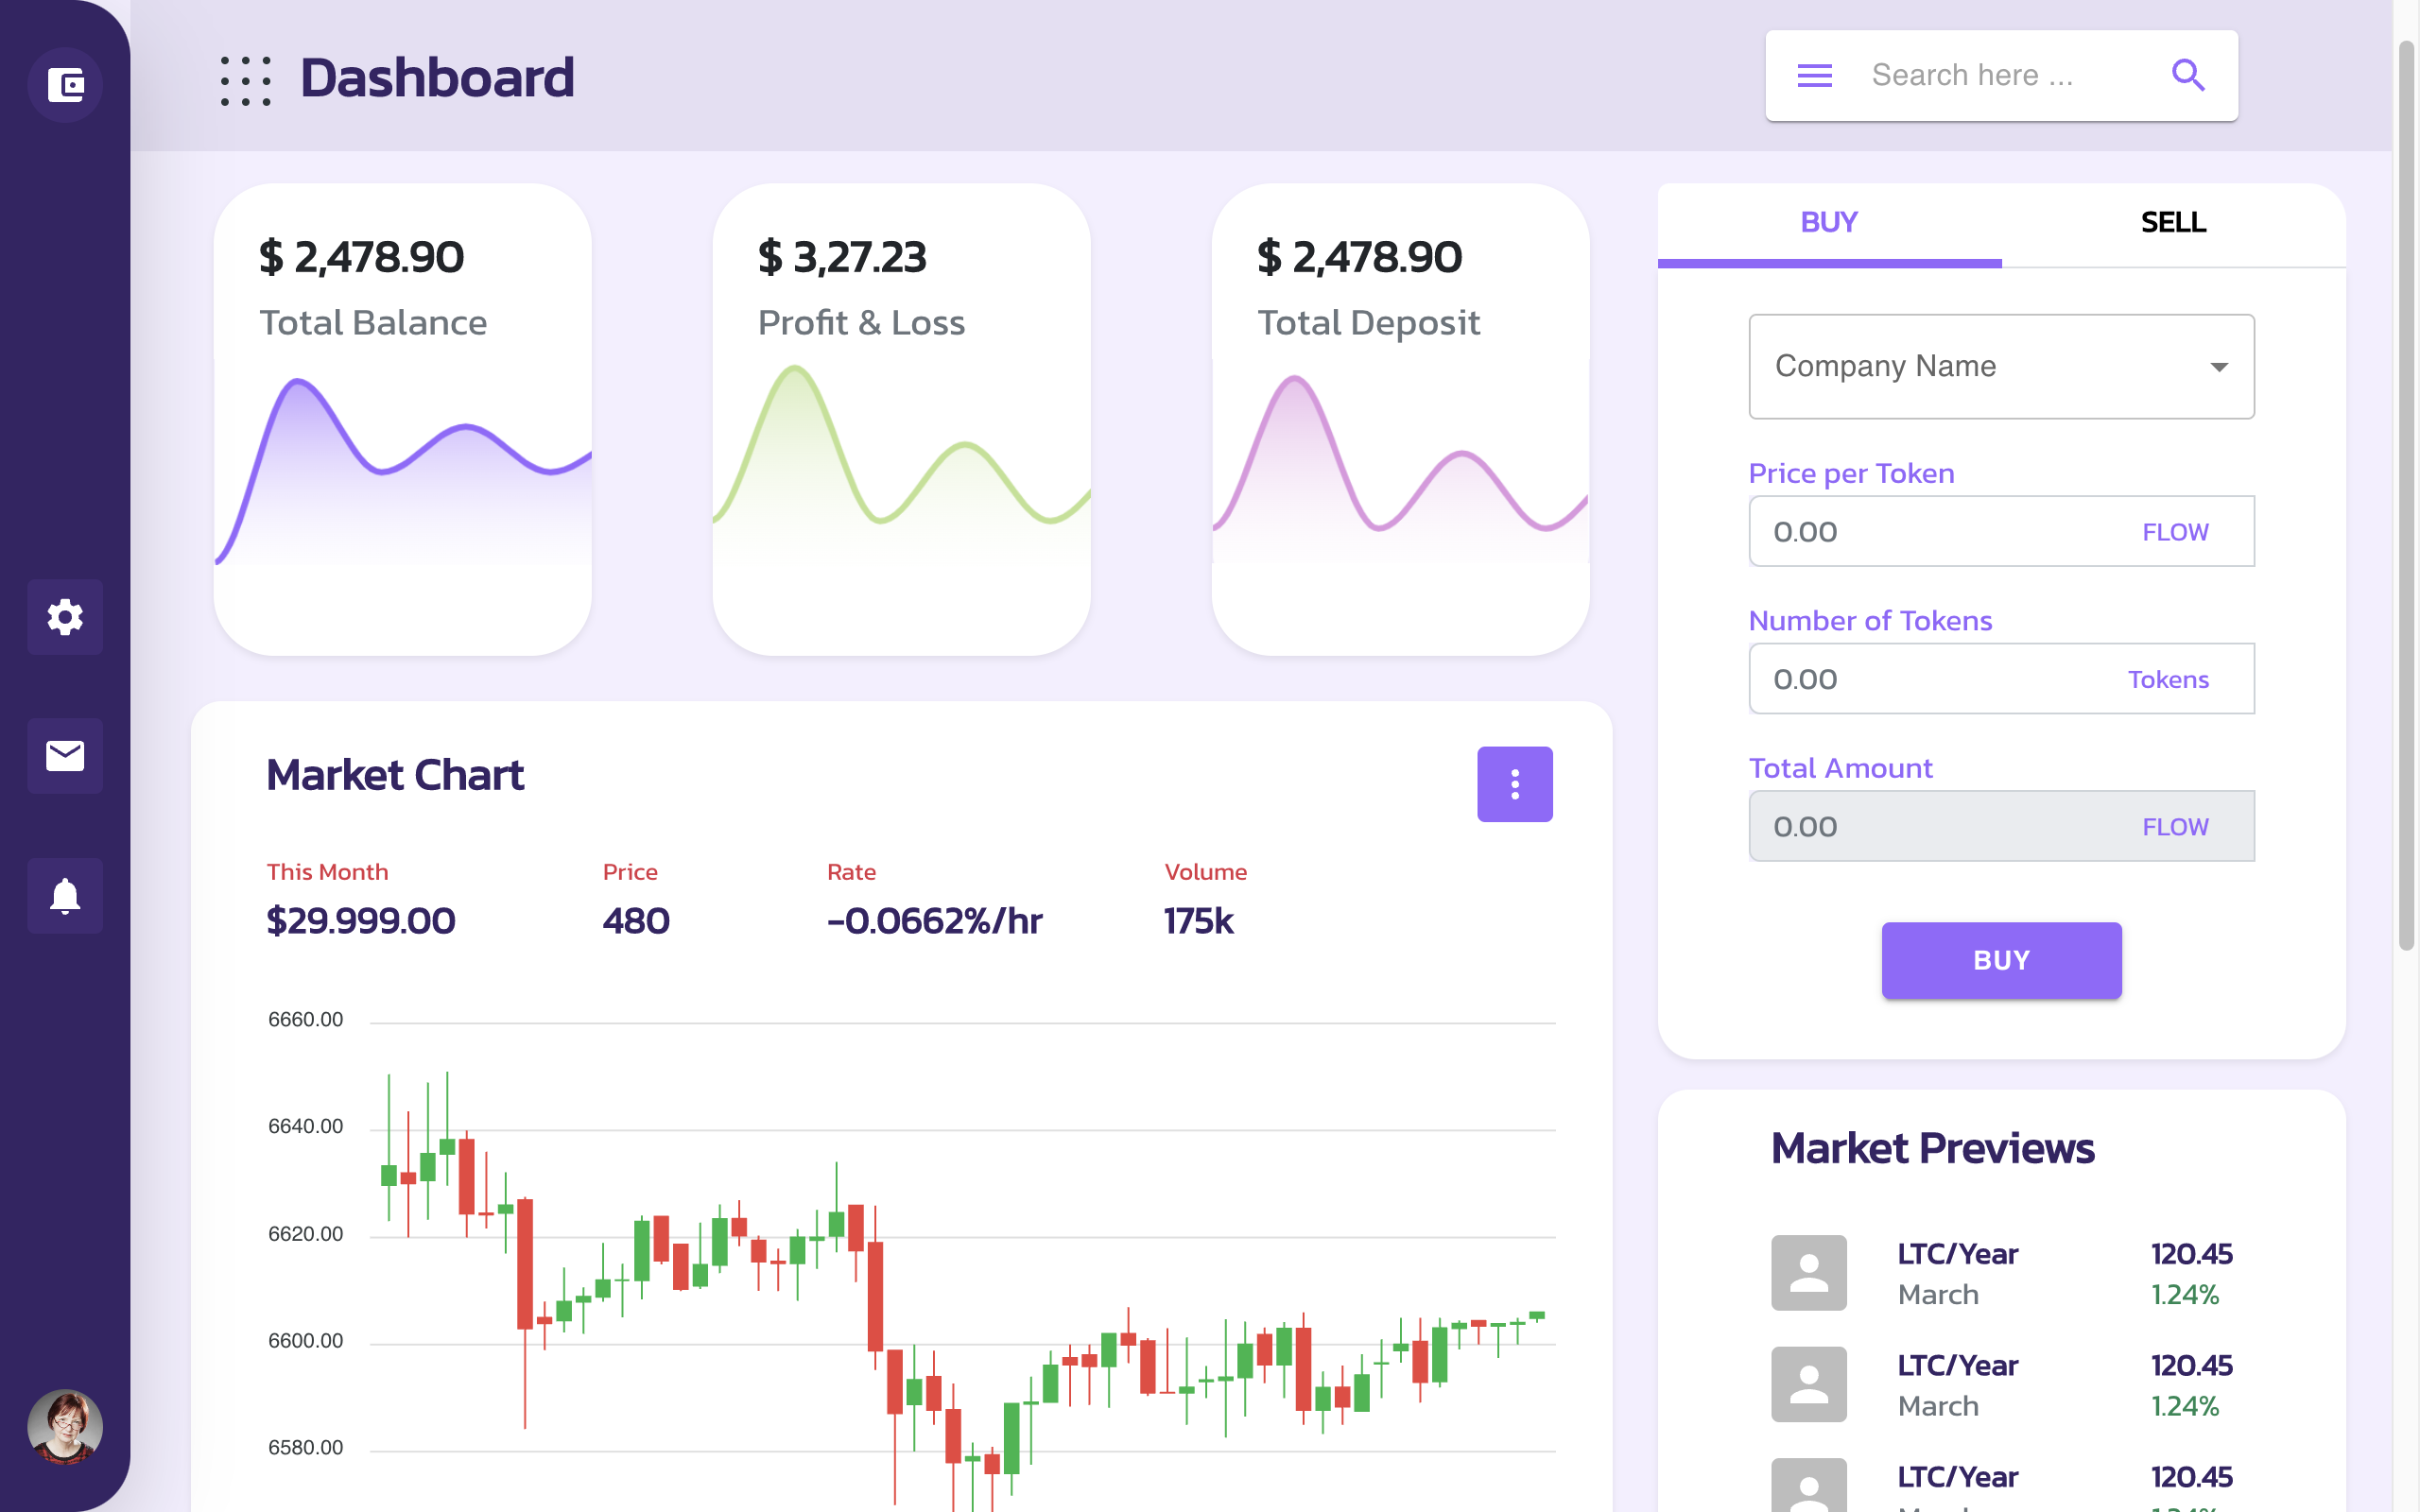 Dashboard
Search here ...
$ 2,478.90
Total Balance
$ 3,27.23
Profit & Loss
$ 2,478.90
Total Deposit
BUY
SELL
Company Name
Price per Token
0.00
FLOW
Number of Tokens
0.00
Tokens
Total Amount
0.00
FLOW
BUY
Market Chart
This Month
$29.999.00
Price
480
Rate
-0.0662%/hr
Volume
175k
6660.00
6640.00
6620.00
6600.00
6580.00
Market Previews
LTC/Year
120.45
March
1.24%
LTC/Year
120.45
March
1.24%
LTC/Year
120.45